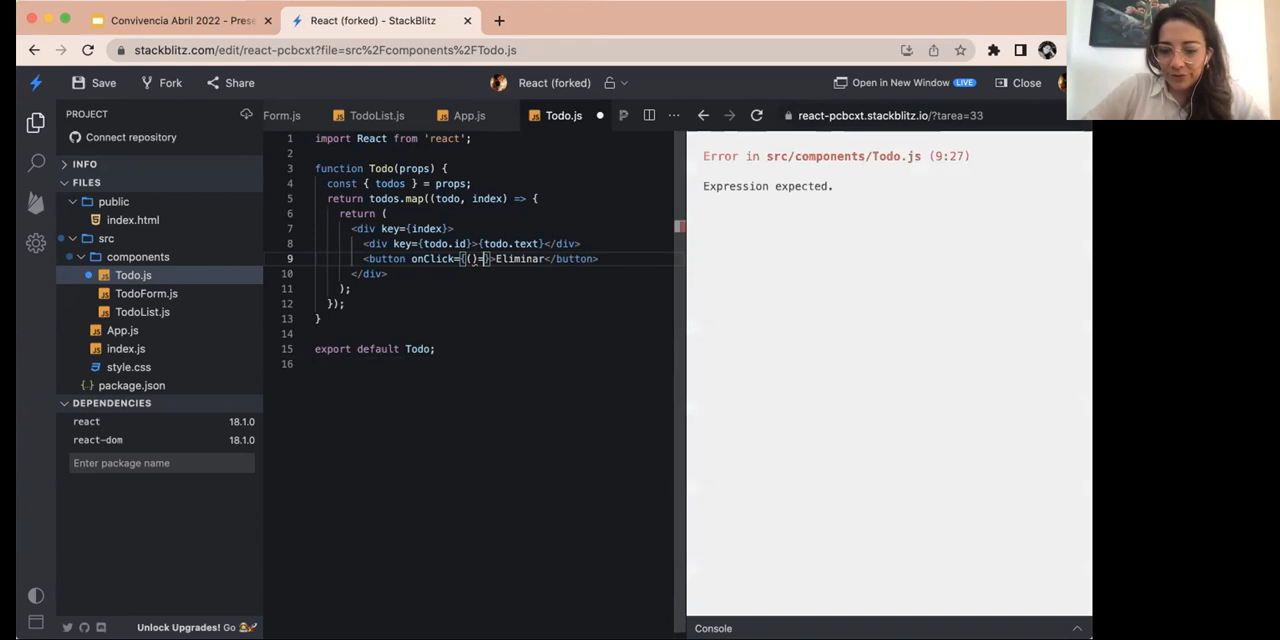 Convivencia Abril 2022 - Prese
React (forked) - StackBlitz
stackblitz.com/edit/react-pcbcxt?file=src%2Fcomponents%2FTodo.js
Save
Fork
Share
React (forked)
Open in New Window LIVE
Close
PROJECT
Connect repository
INFO
FILES
public
index.html
src
components
Todo.js
TodoForm.js
TodoList.js
App.js
index.js
style.css
package.json
DEPENDENCIES
react 18.1.0
react-dom 18.1.0
Enter package name
Unlock Upgrades! Go
Form.js
TodoList.js
App.js
Todo.js
1 import React from 'react';
2
3 function Todo(props) {
4 const { todos } = props;
5 return todos.map((todo, index) => {
6 return (
7 <div key={index}>
8 <div key={todo.id}>{todo.text}</div>
9 <button onClick={()=}>Eliminar</button>
10 </div>
11 );
12 });
13 }
14
15 export default Todo;
16
react-pcbcxt.stackblitz.io/?tarea=33
Error in src/components/Todo.js (9:27)
Expression expected.
Console